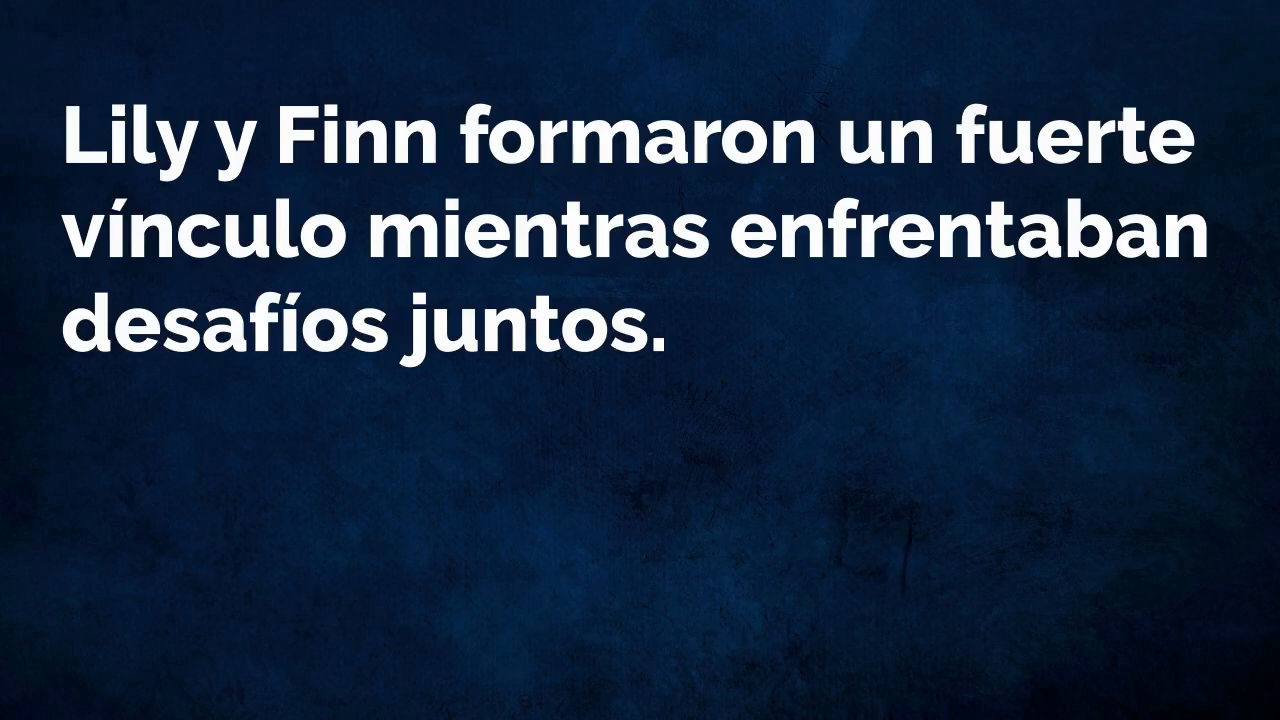 Lily y Finn formaron un fuerte
vínculo mientras enfrentaban
desafíos juntos.